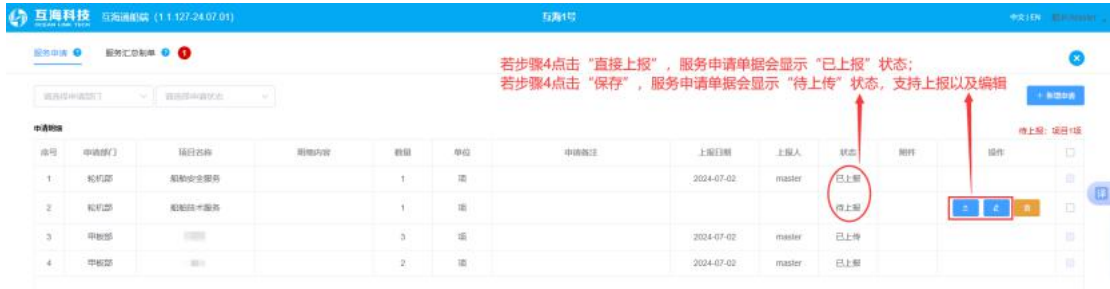 互海科技 互海通船端 (1.1.127-24.07.01) 互海1号 中文 | EN
OCEAN LINK TECH
服务申请 服务汇总制单 1
若步骤4点击“直接上报”，服务申请单据会显示“已上报”状态；
若步骤4点击“保存”，服务申请单据会显示“待上传”状态，支持上报以及编辑
请选择申请部门 请选择申请状态 + 新增申请
申请明细 待上报：项目1项
序号 申请部门 项目名称 明细内容 数量 单位 申请备注 上报日期 上报人 状态 附件 操作
1 轮机部 船舶安全服务 1 项 2024-07-02 master 已上报
2 轮机部 船舶技术服务 1 项 待上报
3 甲板部 3 项 2024-07-02 master 已上传
4 甲板部 2 项 2024-07-02 master 已上报